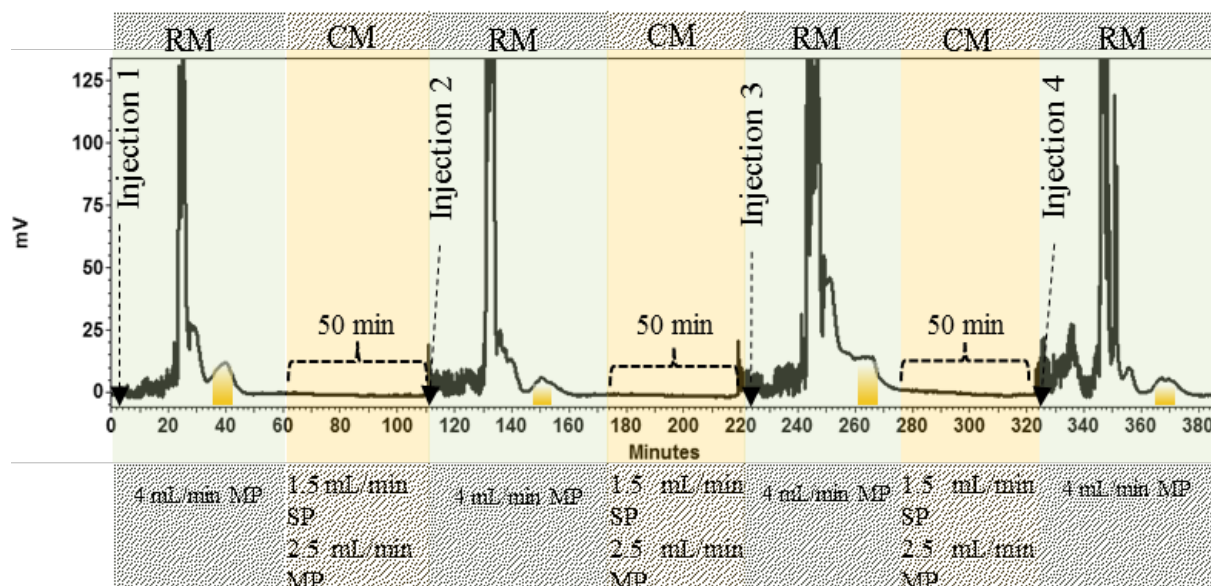 RM CM RM CM RM CM RM
Injection 1
Injection 2
Injection 3
Injection 4
125
100
75
50
25
0
mV
50 min 50 min 50 min
0 20 40 60 80 100 120 140 160 180 200 220 240 260 280 300 320 340 360 380
Minutes
4 mL/min MP
1.5 mL/min
SP
2.5 mL/min
MP
4 mL/min MP
1.5 mL/min
SP
2.5 mL/min
MP
4 mL/min MP
1.5 mL/min
SP
2.5 mL/min
MP
4 mL/min MP